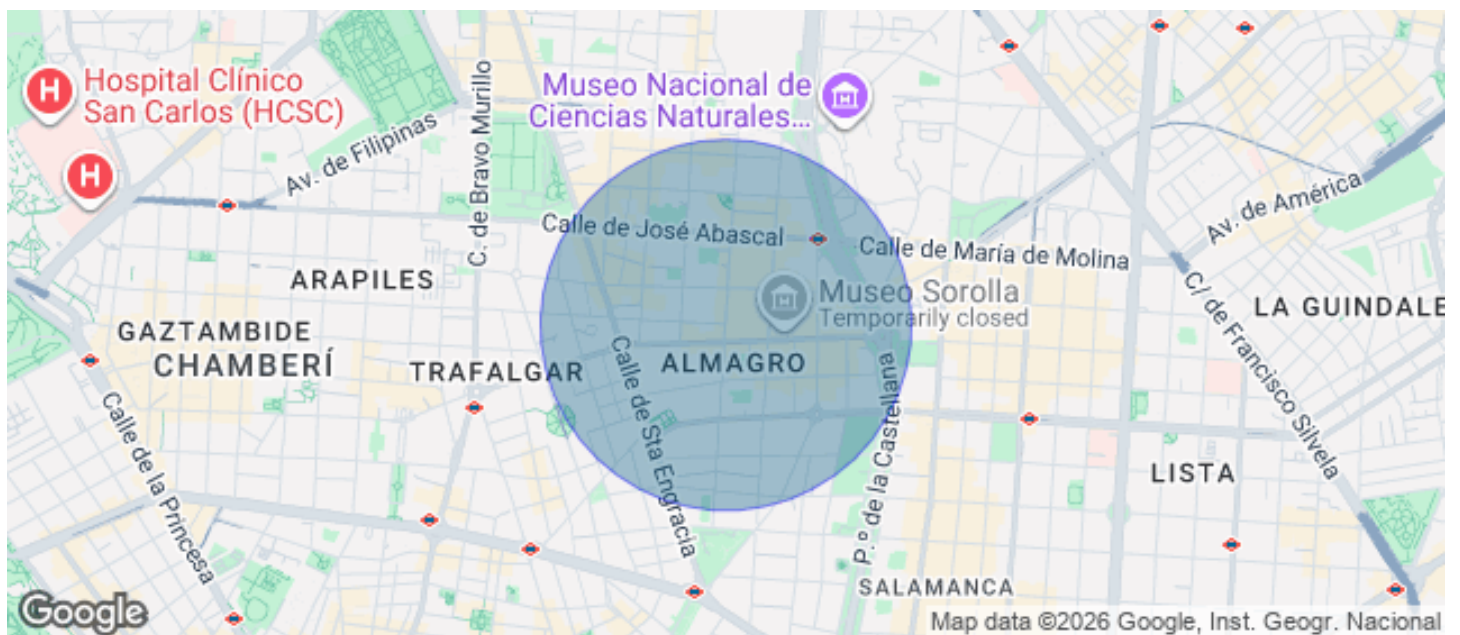 Hospital Clínico
San Carlos (HCSC)
H
H
Museo Nacional de
Ciencias Naturales...
Av. de Filipinas
C. de Bravo Murillo
Calle de José Abascal
Calle de María de Molina
Av. de América
C/ de Francisco Silvela
ARAPILES
Museo Sorolla
Temporarily closed
LA GUINDALE
GAZTAMBIDE
CHAMBERÍ
TRAFALGAR
ALMAGRO
Calle de Sta Engracia
P.º de la Castellana
Calle de la Princesa
LISTA
SALAMANCA
Google
Map data ©2026 Google, Inst. Geogr. Nacional